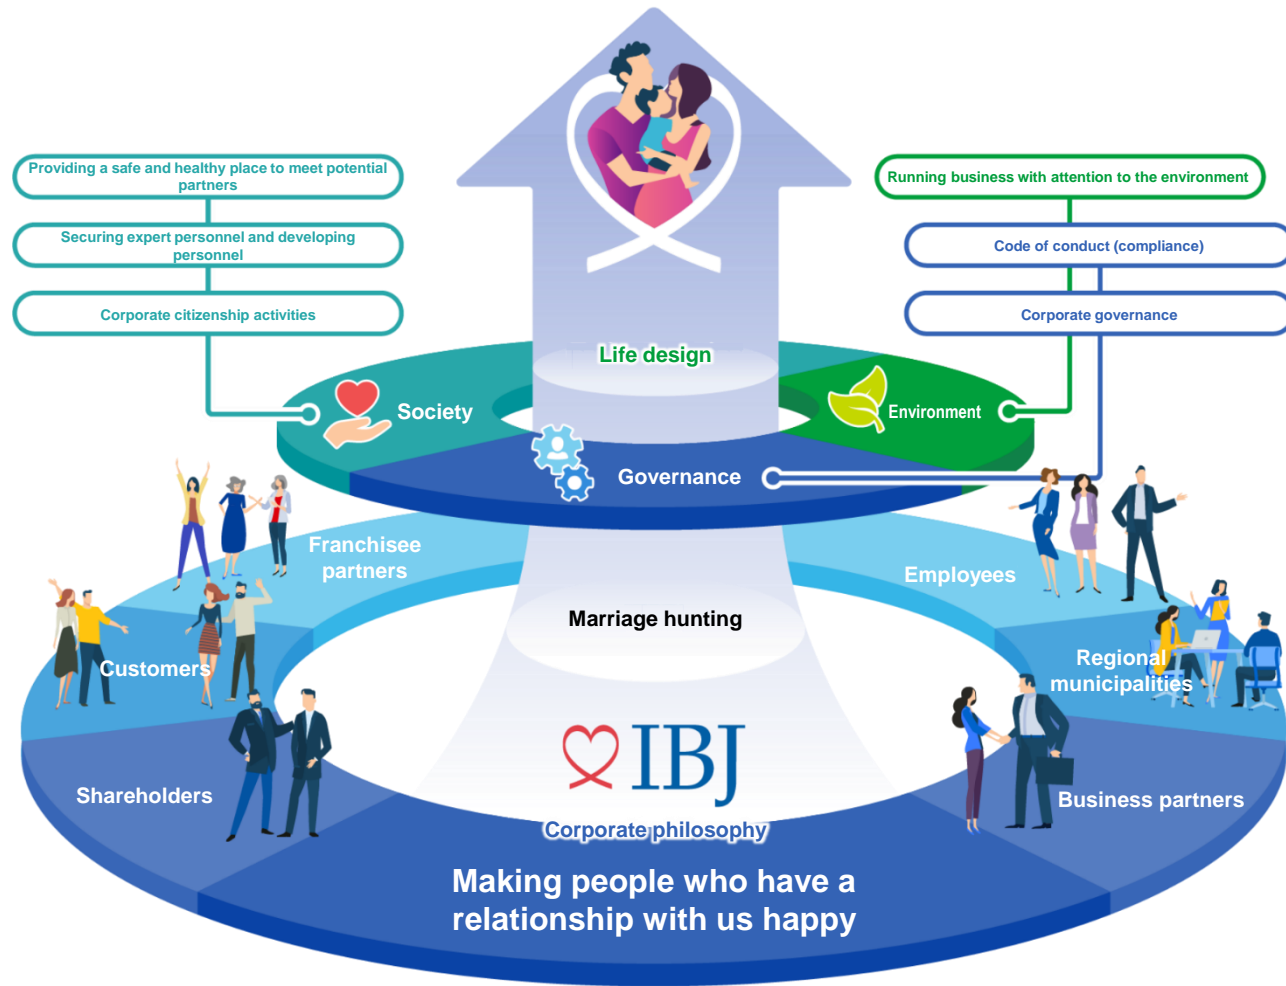 Providing a safe and healthy place to meet potential
partners
Securing expert personnel and developing
personnel
Corporate citizenship activities
Running business with attention to the environment
Code of conduct (compliance)
Corporate governance
Life design
Society
Environment
Governance
Franchisee
partners
Employees
Marriage hunting
Customers
Regional
municipalities
IBJ
Shareholders
Business partners
Corporate philosophy
Making people who have a
relationship with us happy